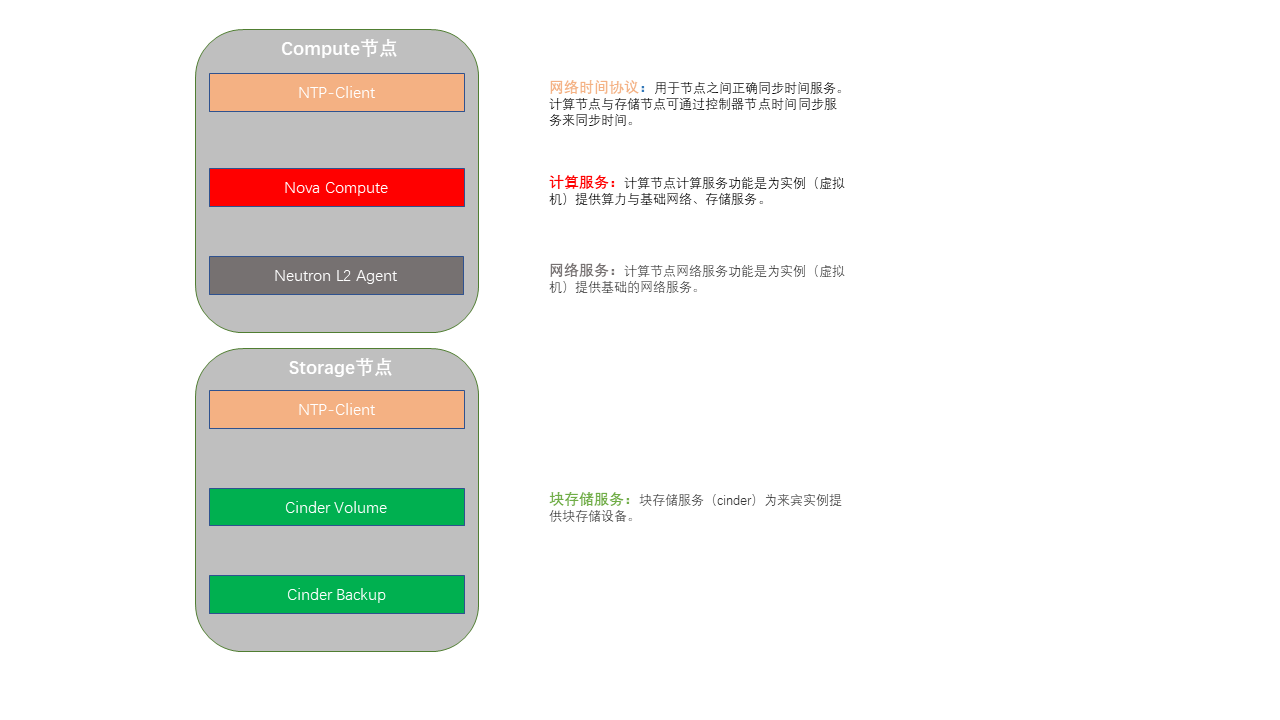 Compute节点
NTP-Client
网络时间协议：用于节点之间正确同步时间服务。
计算节点与存储节点可通过控制器节点时间同步服
务来同步时间。
Nova Compute
计算服务：计算节点计算服务功能是为实例（虚拟
机）提供算力与基础网络、存储服务。
Neutron L2 Agent
网络服务：计算节点网络服务功能是为实例（虚拟
机）提供基础的网络服务。
Storage节点
NTP-Client
Cinder Volume
块存储服务：块存储服务（cinder）为来宾实例提
供块存储设备。
Cinder Backup